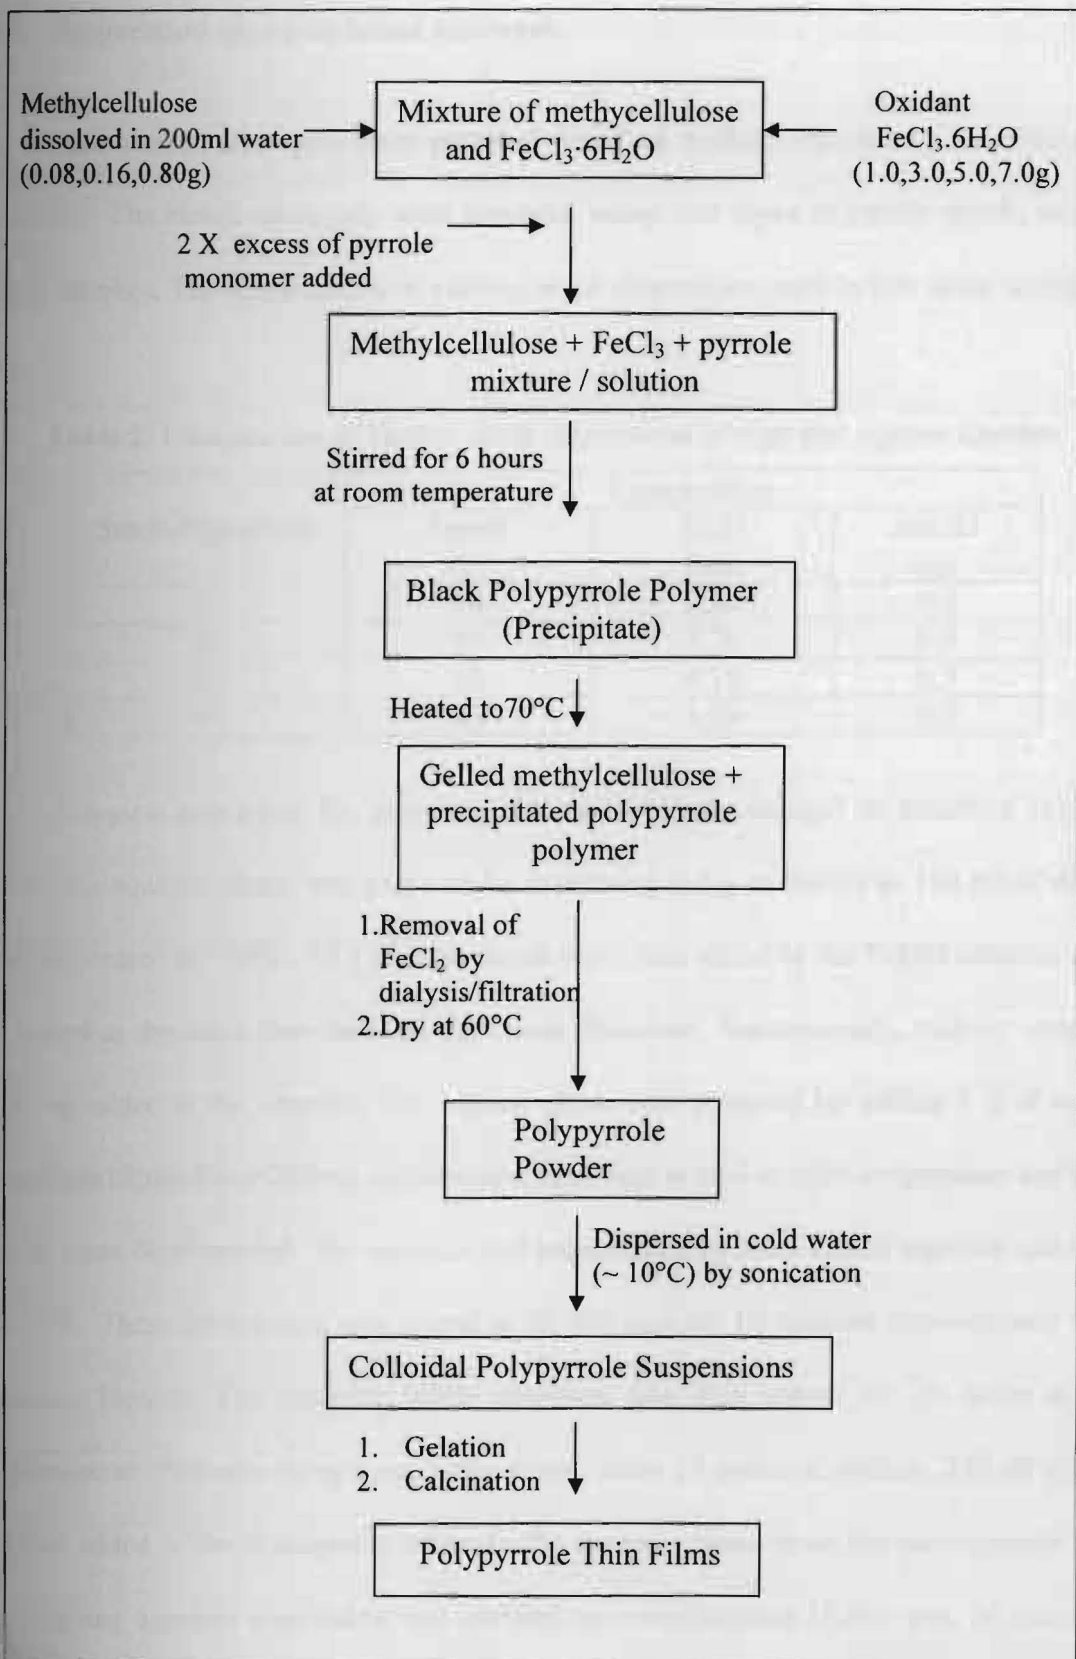 Methylcellulose
dissolved in 200ml water
(0.08,0.16,0.80g)
Mixture of methycellulose
and FeCl₃·6H₂O
Oxidant
FeCl₃.6H₂O
(1.0,3.0,5.0,7.0g)
2 X excess of pyrrole
monomer added
Methylcellulose + FeCl₃ + pyrrole
mixture / solution
Stirred for 6 hours
at room temperature
Black Polypyrrole Polymer
(Precipitate)
Heated to70°C
Gelled methylcellulose +
precipitated polypyrrole
polymer
1.Removal of
FeCl₂ by
dialysis/filtration
2.Dry at 60°C
Polypyrrole
Powder
Dispersed in cold water
(~ 10°C) by sonication
Colloidal Polypyrrole Suspensions
1. Gelation
2. Calcination
Polypyrrole Thin Films